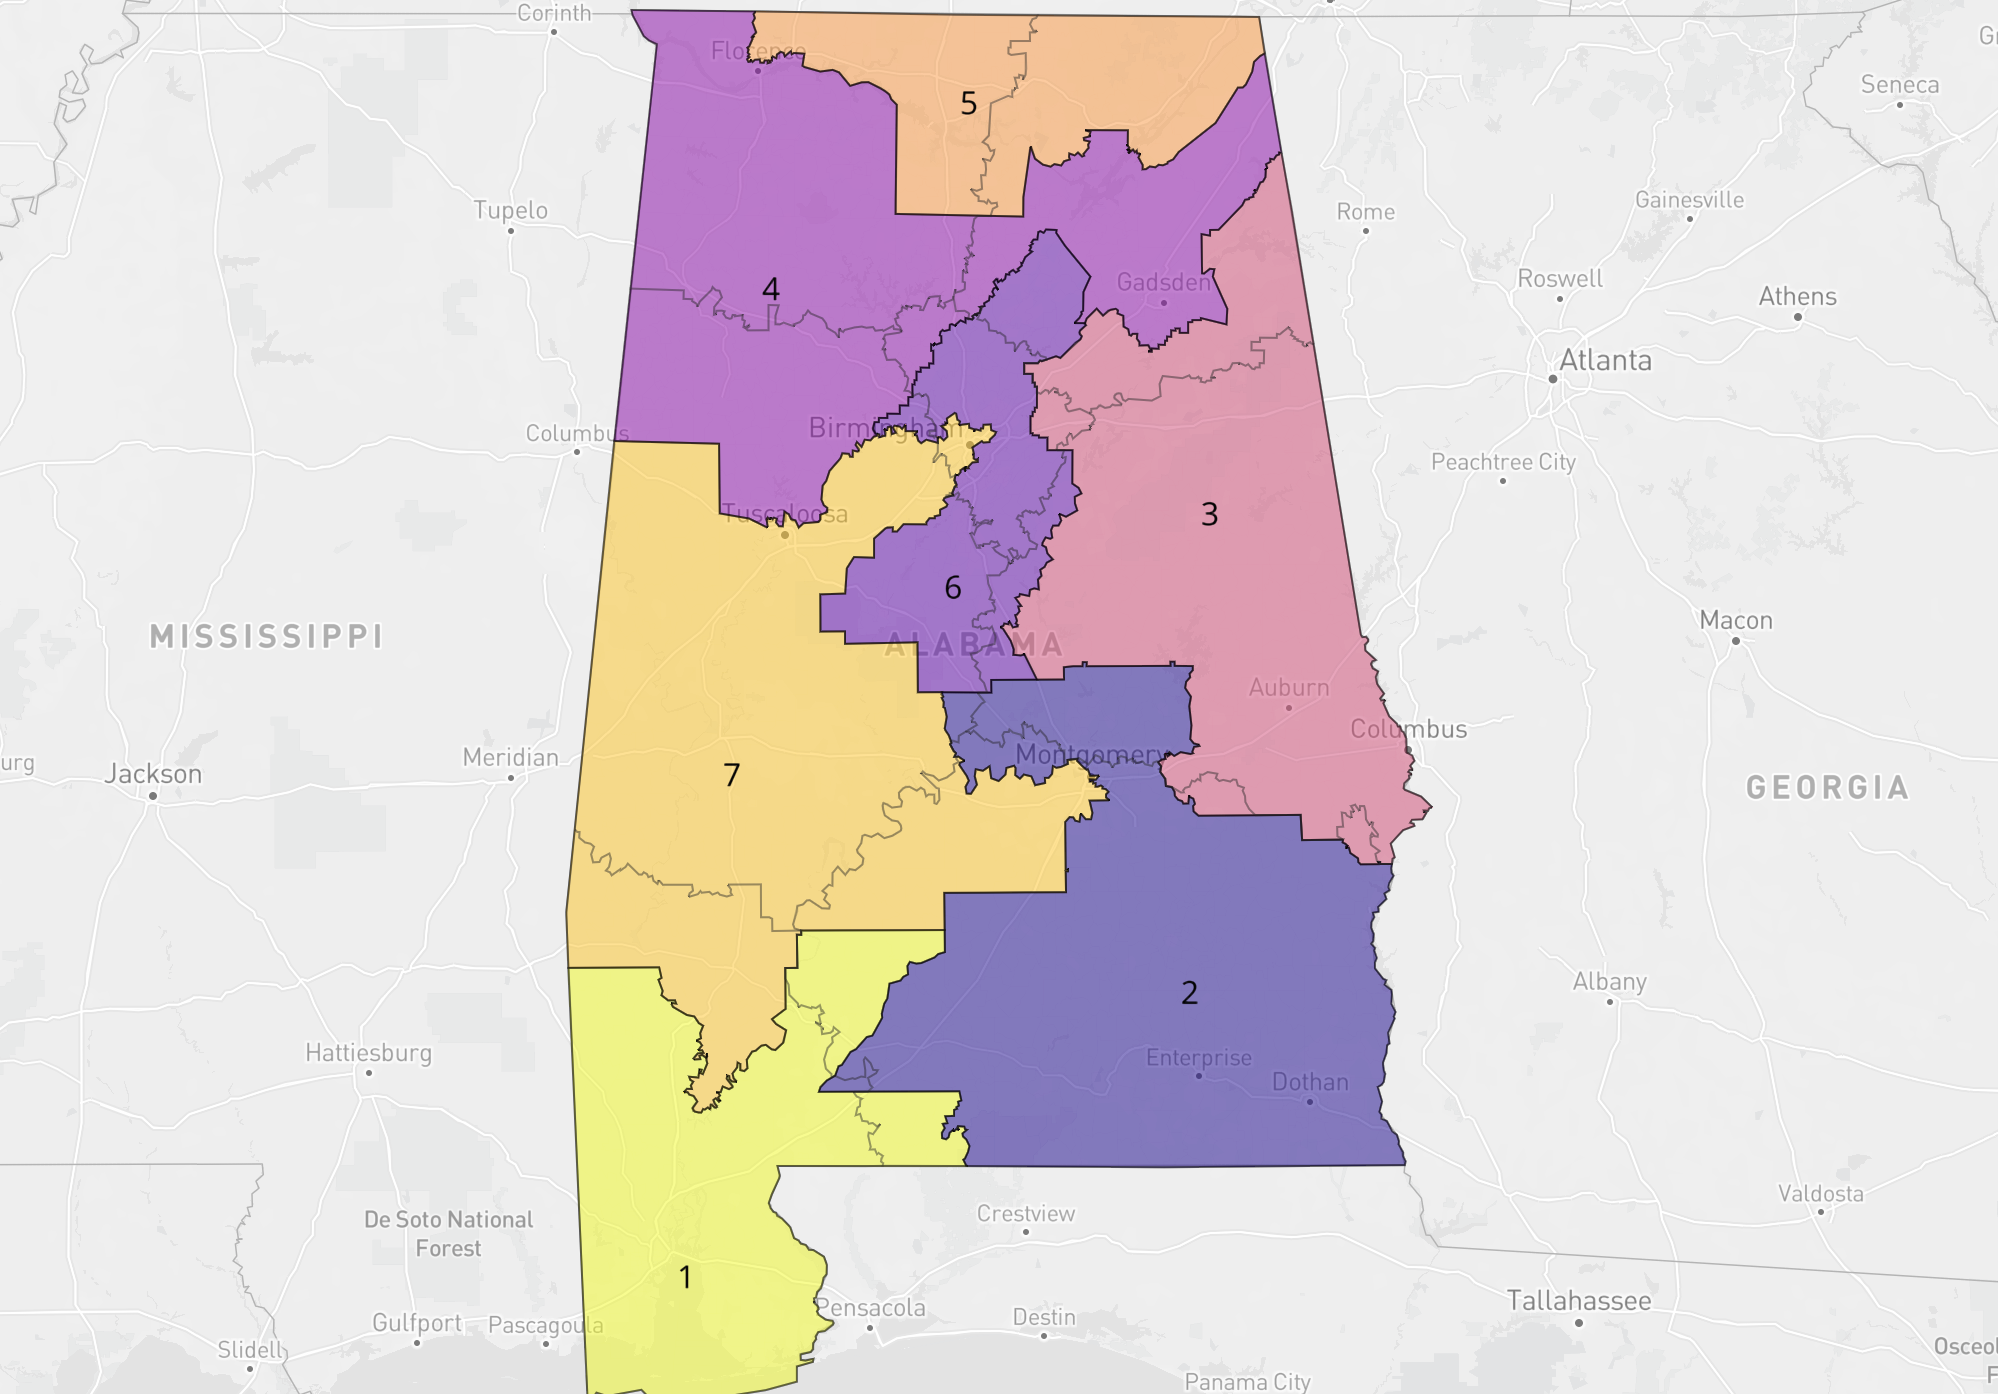 Corinth
Florence
Seneca
5
Tupelo
Gainesville
Rome
Gadsden
Roswell
4
Athens
Atlanta
Columbus
Birmingham
Peachtree City
Tuscaloosa
3
6
Macon
MISSISSIPPI
ALABAMA
Auburn
Columbus
Meridian
Montgomery
urg
Jackson
7
GEORGIA
Albany
2
Hattiesburg
Enterprise
Dothan
Valdosta
De Soto National
Forest
Crestview
1
Pensacola
Tallahassee
Gulfport
Pascagoula
Destin
Slidell
Panama City